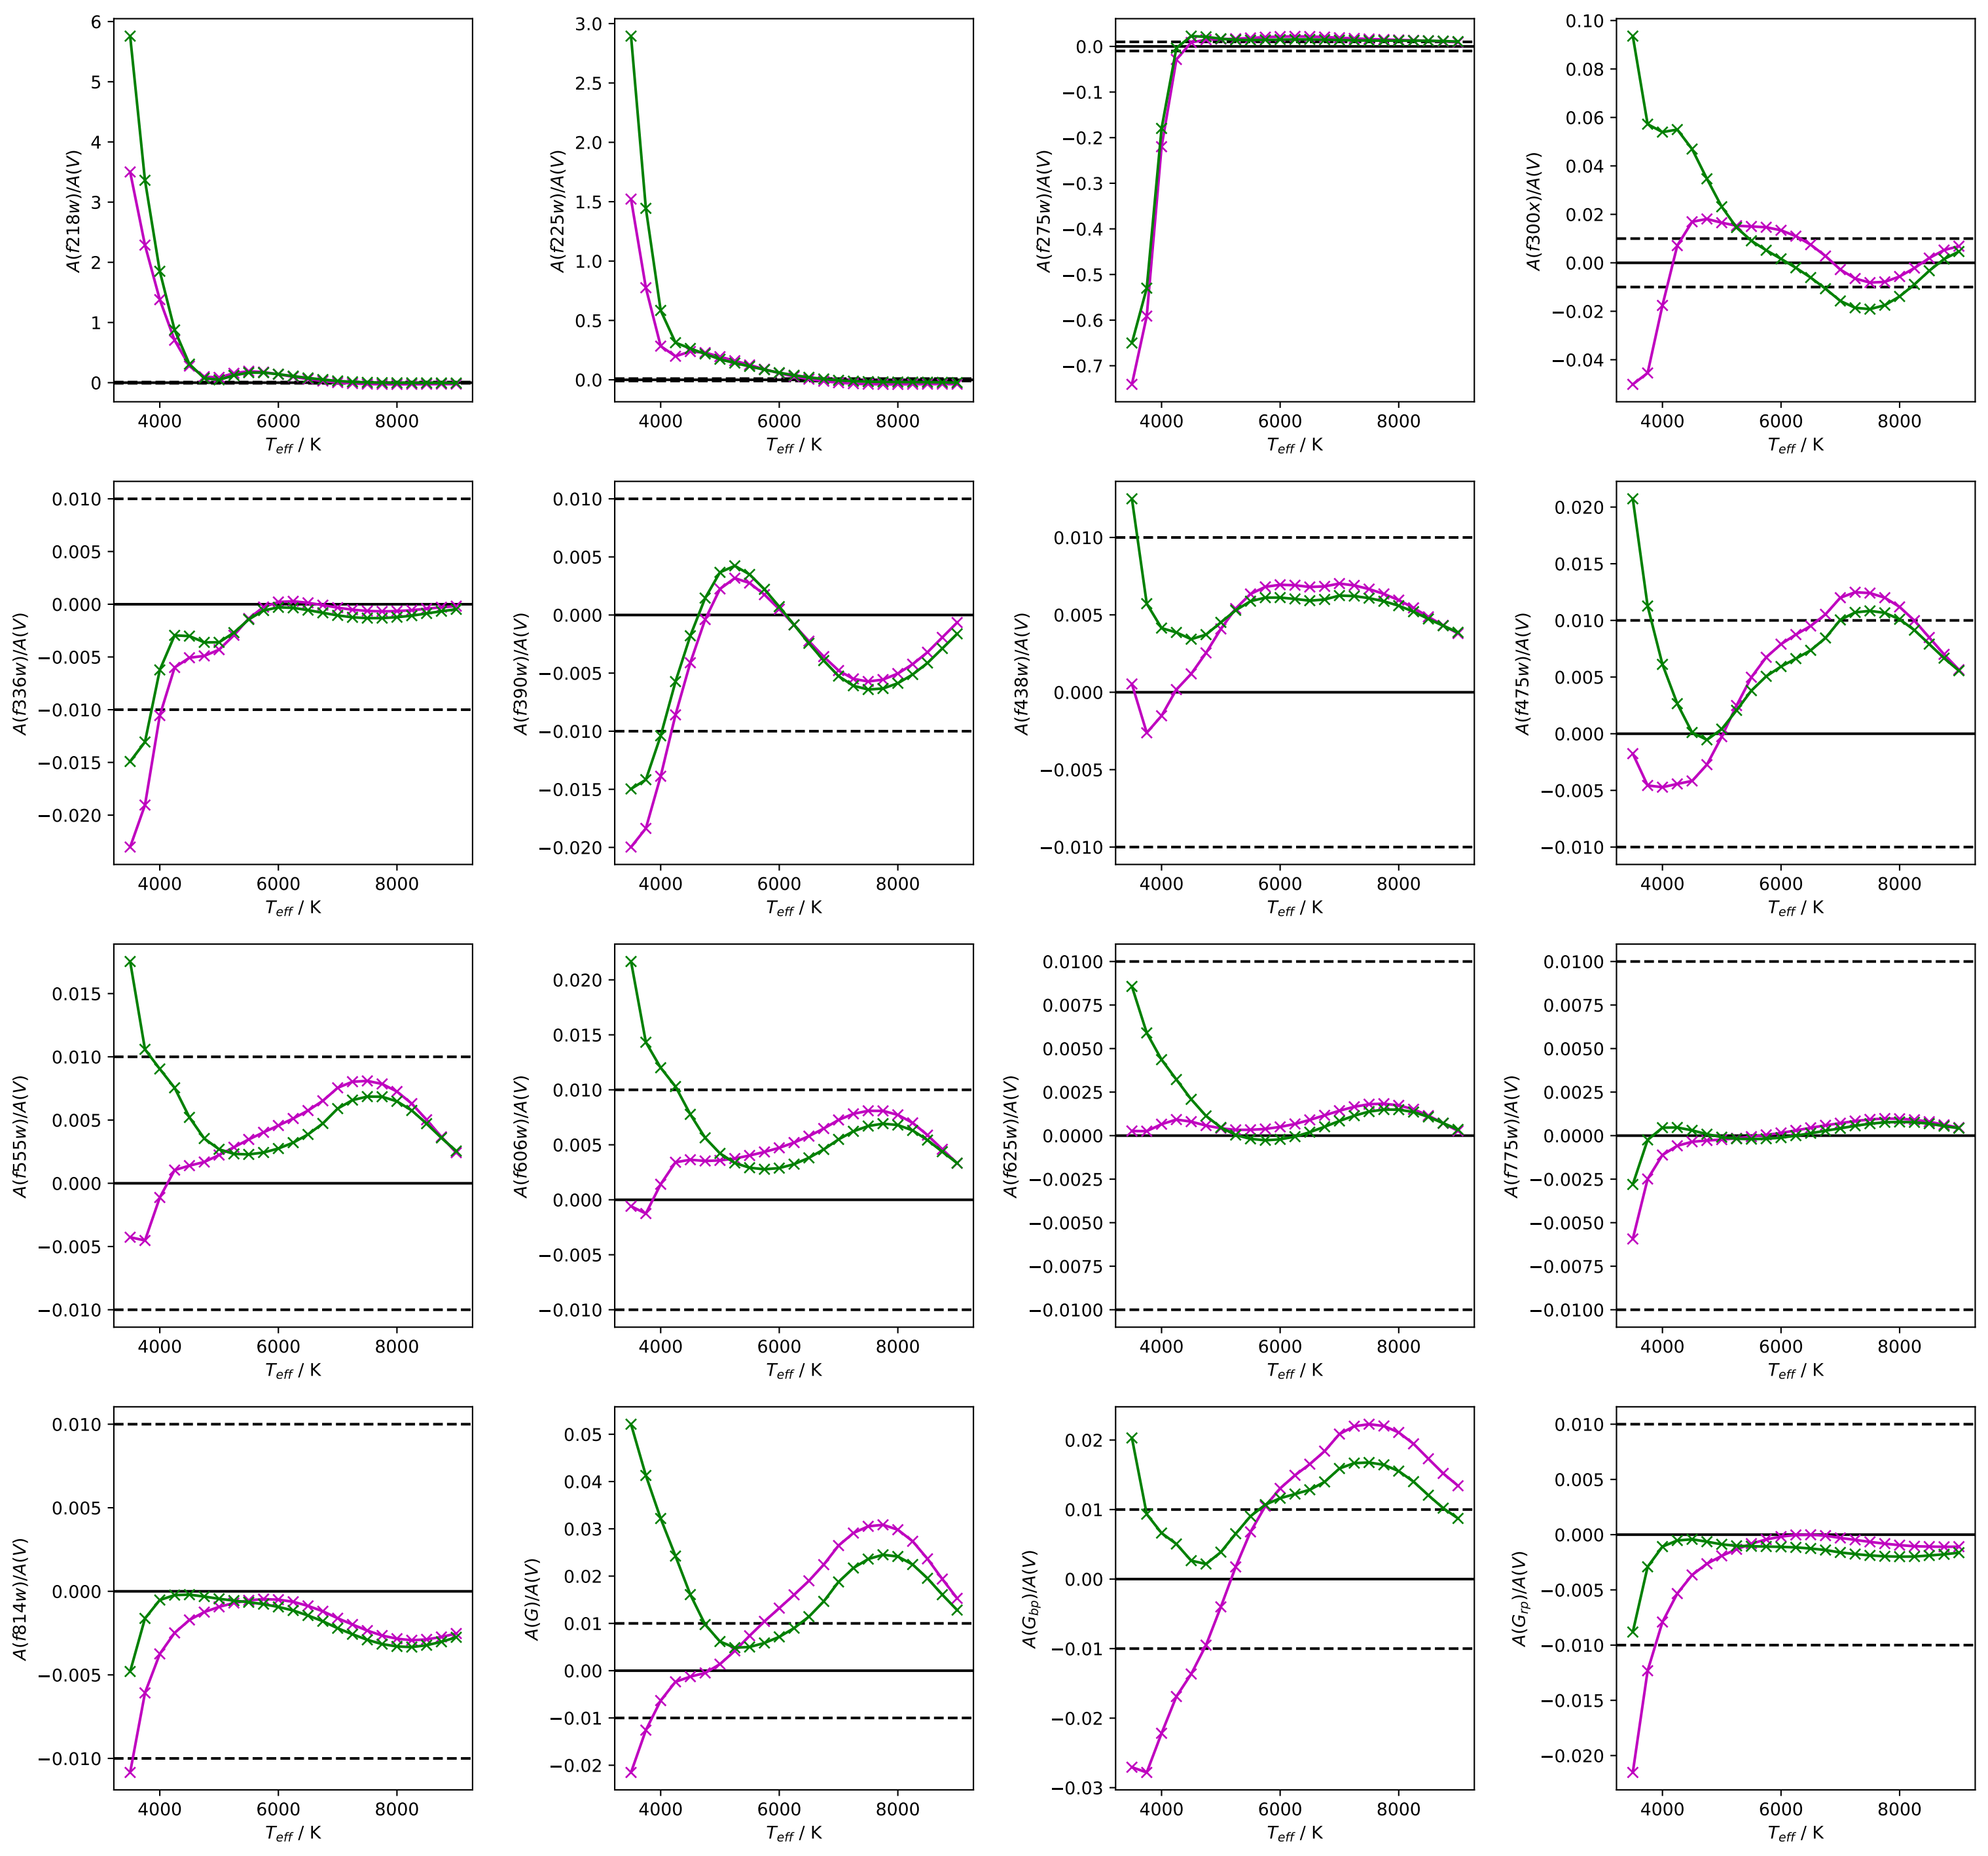 6
5
4
3
2
1
0
A(f218w)/A(V)
4000 6000 8000
T_eff / K
3.0
2.5
2.0
1.5
1.0
0.5
0.0
A(f225w)/A(V)
4000 6000 8000
T_eff / K
0.0
−0.1
−0.2
−0.3
−0.4
−0.5
−0.6
−0.7
A(f275w)/A(V)
4000 6000 8000
T_eff / K
0.10
0.08
0.06
0.04
0.02
0.00
−0.02
−0.04
A(f300x)/A(V)
4000 6000 8000
T_eff / K
0.010
0.005
0.000
−0.005
−0.010
−0.015
−0.020
A(f336w)/A(V)
4000 6000 8000
T_eff / K
0.010
0.005
0.000
−0.005
−0.010
−0.015
−0.020
A(f390w)/A(V)
4000 6000 8000
T_eff / K
0.010
0.005
0.000
−0.005
−0.010
A(f438w)/A(V)
4000 6000 8000
T_eff / K
0.020
0.015
0.010
0.005
0.000
−0.005
−0.010
A(f475w)/A(V)
4000 6000 8000
T_eff / K
0.015
0.010
0.005
0.000
−0.005
−0.010
A(f555w)/A(V)
4000 6000 8000
T_eff / K
0.020
0.015
0.010
0.005
0.000
−0.005
−0.010
A(f606w)/A(V)
4000 6000 8000
T_eff / K
0.0100
0.0075
0.0050
0.0025
0.0000
−0.0025
−0.0050
−0.0075
−0.0100
A(f625w)/A(V)
4000 6000 8000
T_eff / K
0.0100
0.0075
0.0050
0.0025
0.0000
−0.0025
−0.0050
−0.0075
−0.0100
A(f775w)/A(V)
4000 6000 8000
T_eff / K
0.010
0.005
0.000
−0.005
−0.010
A(f814w)/A(V)
4000 6000 8000
T_eff / K
0.05
0.04
0.03
0.02
0.01
0.00
−0.01
−0.02
A(G)/A(V)
4000 6000 8000
T_eff / K
0.02
0.01
0.00
−0.01
−0.02
−0.03
A(G_bp)/A(V)
4000 6000 8000
T_eff / K
0.010
0.005
0.000
−0.005
−0.010
−0.015
−0.020
A(G_rp)/A(V)
4000 6000 8000
T_eff / K